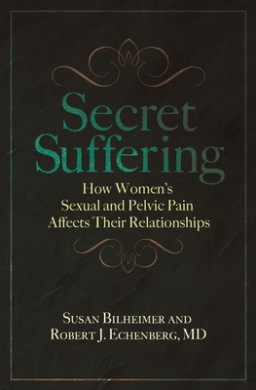 Secret
Suffering
How Women's
Sexual and Pelvic Pain
Affects Their Relationships
Susan Bilheimer and
Robert J. Echenberg, MD